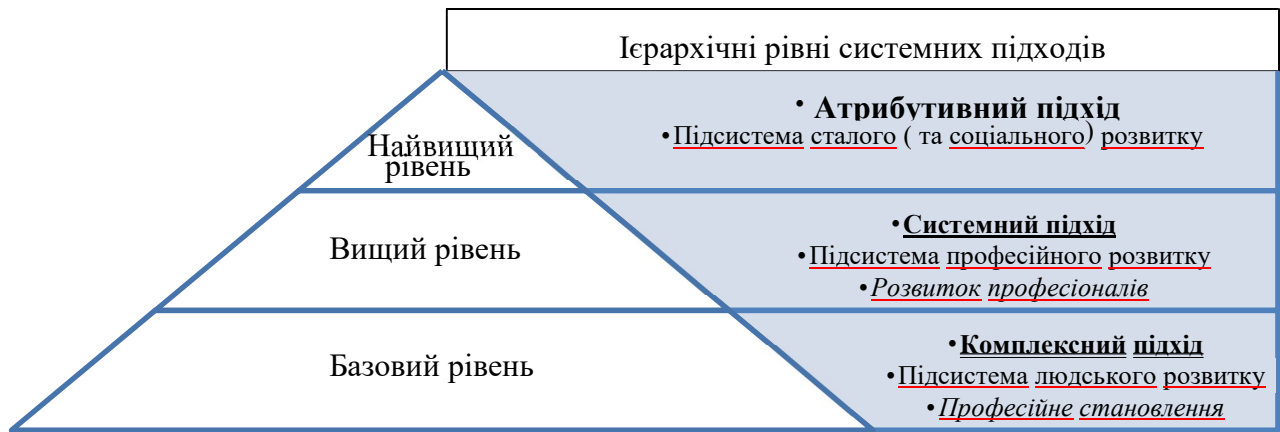 Ієрархічні рівні системних підходів
Найвищий
рівень
• Атрибутивний підхід
•Підсистема сталого ( та соціального) розвитку
Вищий рівень
•Системний підхід
•Підсистема професійного розвитку
•Розвиток професіоналів
Базовий рівень
•Комплексний підхід
•Підсистема людського розвитку
•Професійне становлення